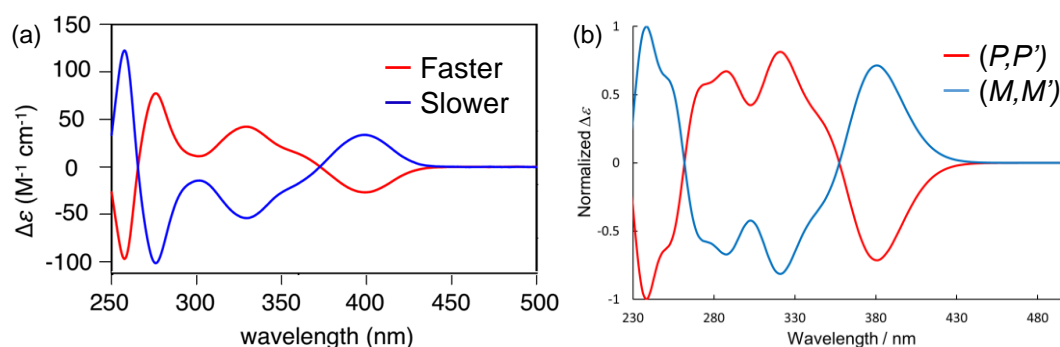 (a)
150
100
50
0
-50
-100
Δε (M-1 cm-1)
Faster
Slower
250 300 350 400 450 500
wavelength (nm)
(b)
1
0.5
0
-0.5
-1
Normalized Δε
(P,P')
(M,M')
230 280 330 380 430 480
Wavelength / nm